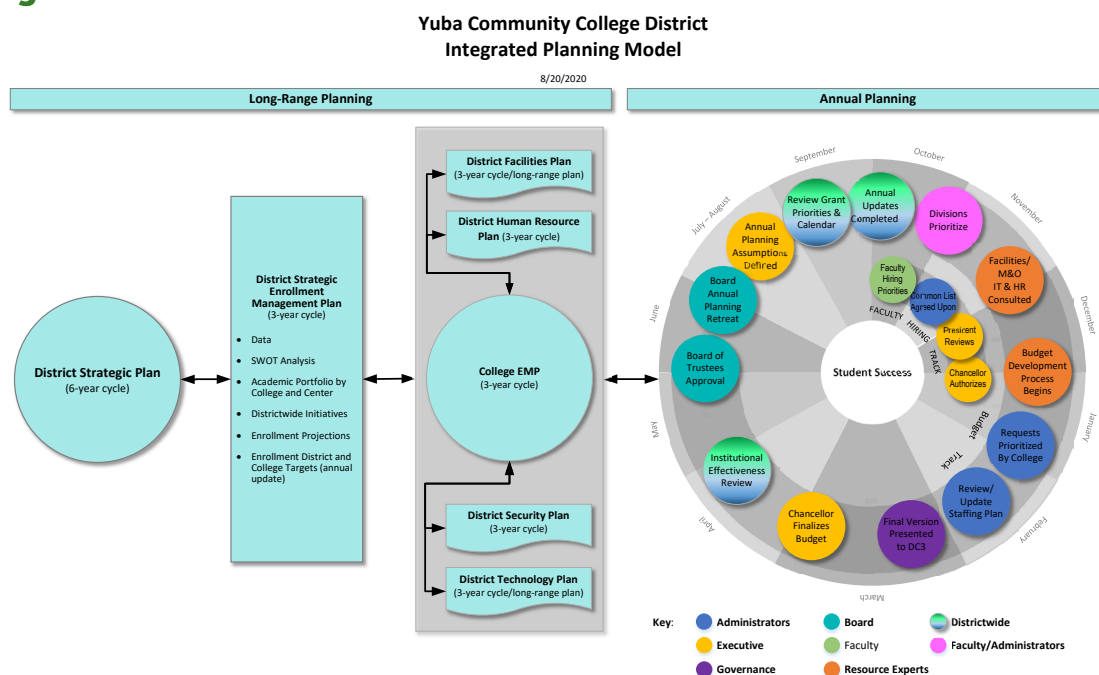 Yuba Community College District
Integrated Planning Model
8/20/2020
Long-Range Planning
Annual Planning
District Strategic Plan
(6-year cycle)
District Strategic
Enrollment
Management Plan
(3-year cycle)
• Data
• SWOT Analysis
• Academic Portfolio by
College and Center
• Districtwide Initiatives
• Enrollment Projections
• Enrollment District and
College Targets (annual
update)
District Facilities Plan
(3-year cycle/long-range plan)
District Human Resource
Plan (3-year cycle)
College EMP
(3-year cycle)
District Security Plan
(3-year cycle)
District Technology Plan
(3-year cycle/long-range plan)
September
October
November
December
January
February
March
April
May
June
July – August
Review Grant
Priorities &
Calendar
Annual
Updates
Completed
Divisions
Prioritize
Facilities/
M&O
IT & HR
Consulted
Budget
Development
Process
Begins
Requests
Prioritized
By College
Review/
Update
Staffing Plan
Final Version
Presented
to DC3
Chancellor
Finalizes
Budget
Institutional
Effectiveness
Review
Board of
Trustees
Approval
Board
Annual
Planning
Retreat
Annual
Planning
Assumptions
Defined
Faculty
Hiring
Priorities
Common List
Agreed Upon
President
Reviews
Chancellor
Authorizes
FACULTY HIRING TRACK
Budget Track
Student Success
Key:
Administrators
Board
Districtwide
Executive
Faculty
Faculty/Administrators
Governance
Resource Experts